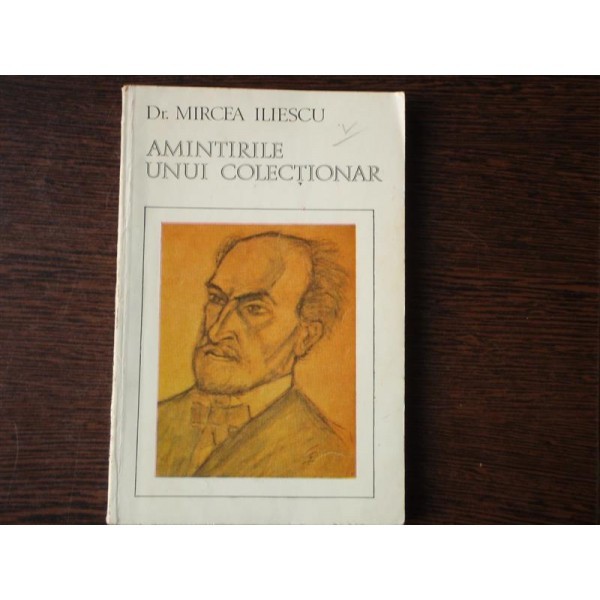 Dr. MIRCEA ILIESCU
AMINTIRILE
UNUI COLECȚIONAR